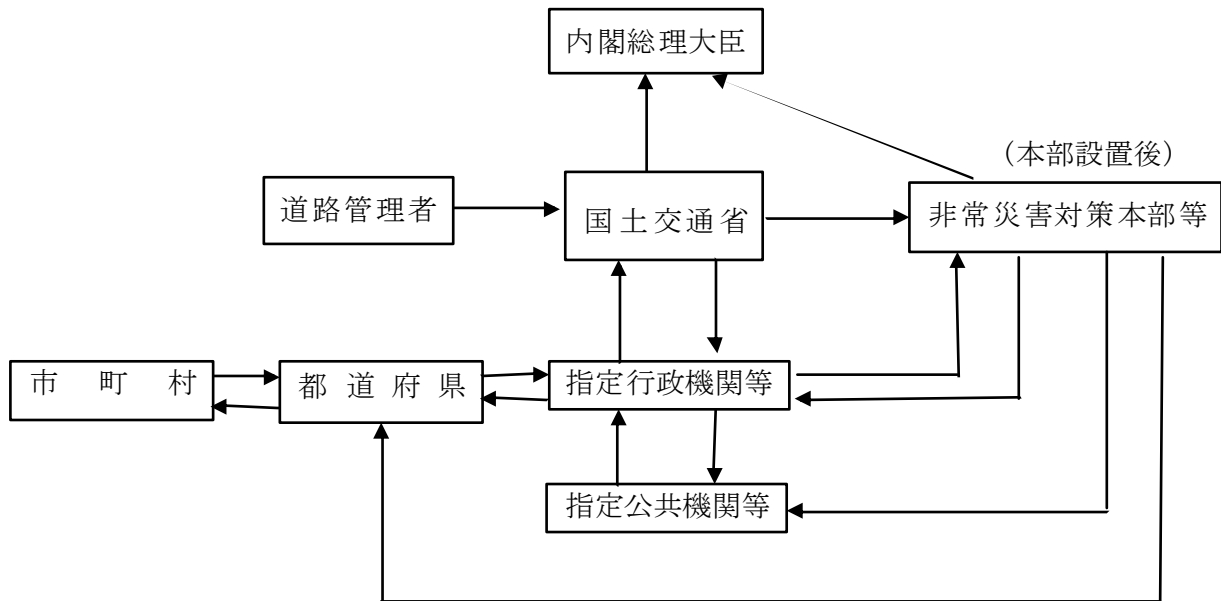 内閣総理大臣
（本部設置後）
道路管理者
国土交通省
非常災害対策本部等
市町村
都道府県
指定行政機関等
指定公共機関等